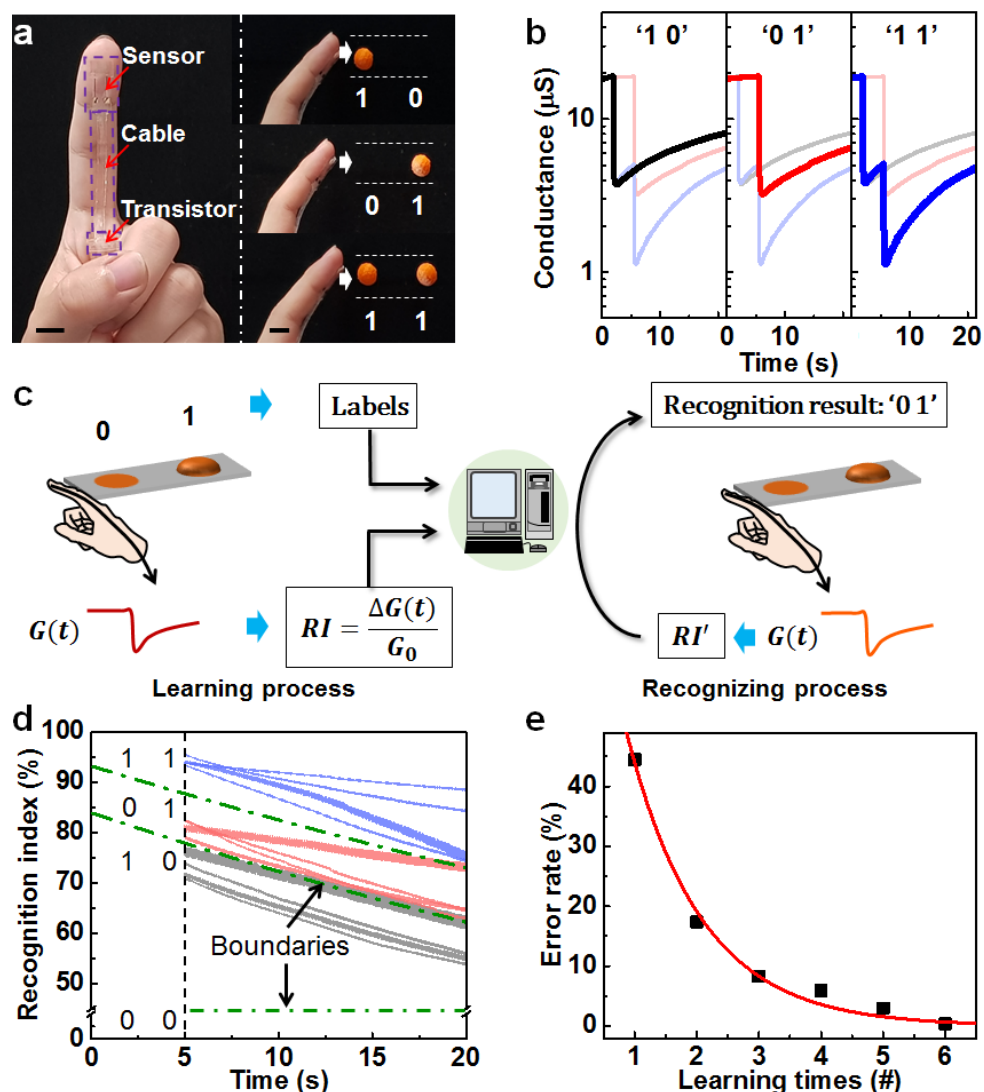 a
Sensor
Cable
Transistor
1 0
0 1
1 1
b
'1 0' '0 1' '1 1'
Conductance (μS)
10
1
0 10 20
10 20
10 20
Time (s)
c
0 1
Labels
Recognition result: '0 1'
G(t)
RI = ΔG(t)/G₀
RI'
G(t)
Learning process
Recognizing process
d
Recognition index (%)
100
90
80
70
60
50
0
1 1
0 1
1 0
Boundaries
0 0
0 5 10 15 20
Time (s)
e
Error rate (%)
40
30
20
10
0
1 2 3 4 5 6
Learning times (#)